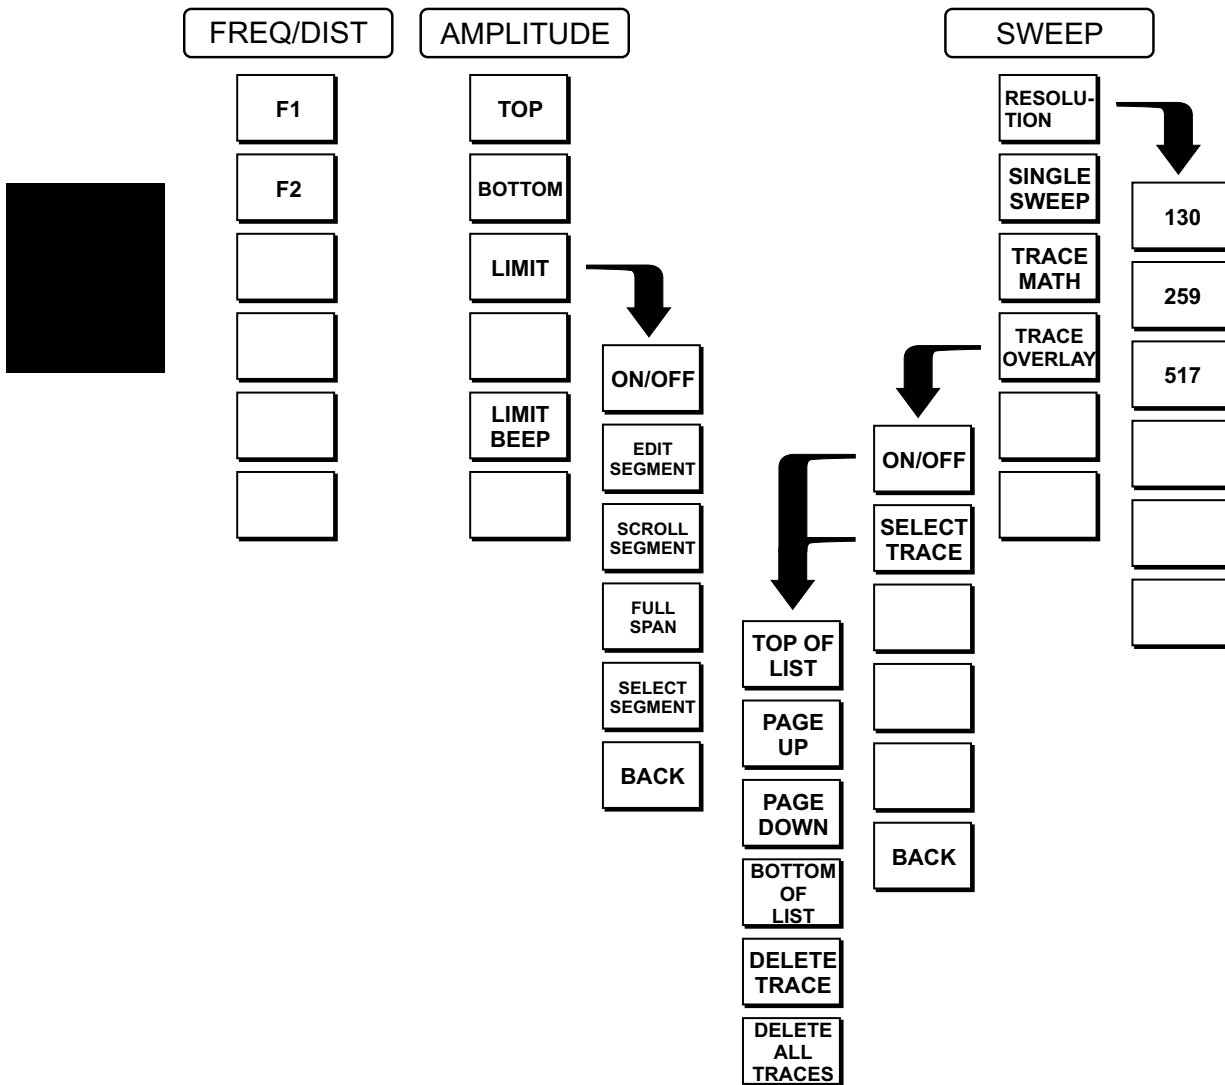 FREQ/DIST
F1
F2
AMPLITUDE
TOP
BOTTOM
LIMIT
LIMIT
BEEP
ON/OFF
EDIT
SEGMENT
SCROLL
SEGMENT
FULL
SPAN
SELECT
SEGMENT
BACK
SWEEP
RESOLU-
TION
SINGLE
SWEEP
TRACE
MATH
TRACE
OVERLAY
130
259
517
ON/OFF
SELECT
TRACE
BACK
TOP OF
LIST
PAGE
UP
PAGE
DOWN
BOTTOM
OF
LIST
DELETE
TRACE
DELETE
ALL
TRACES